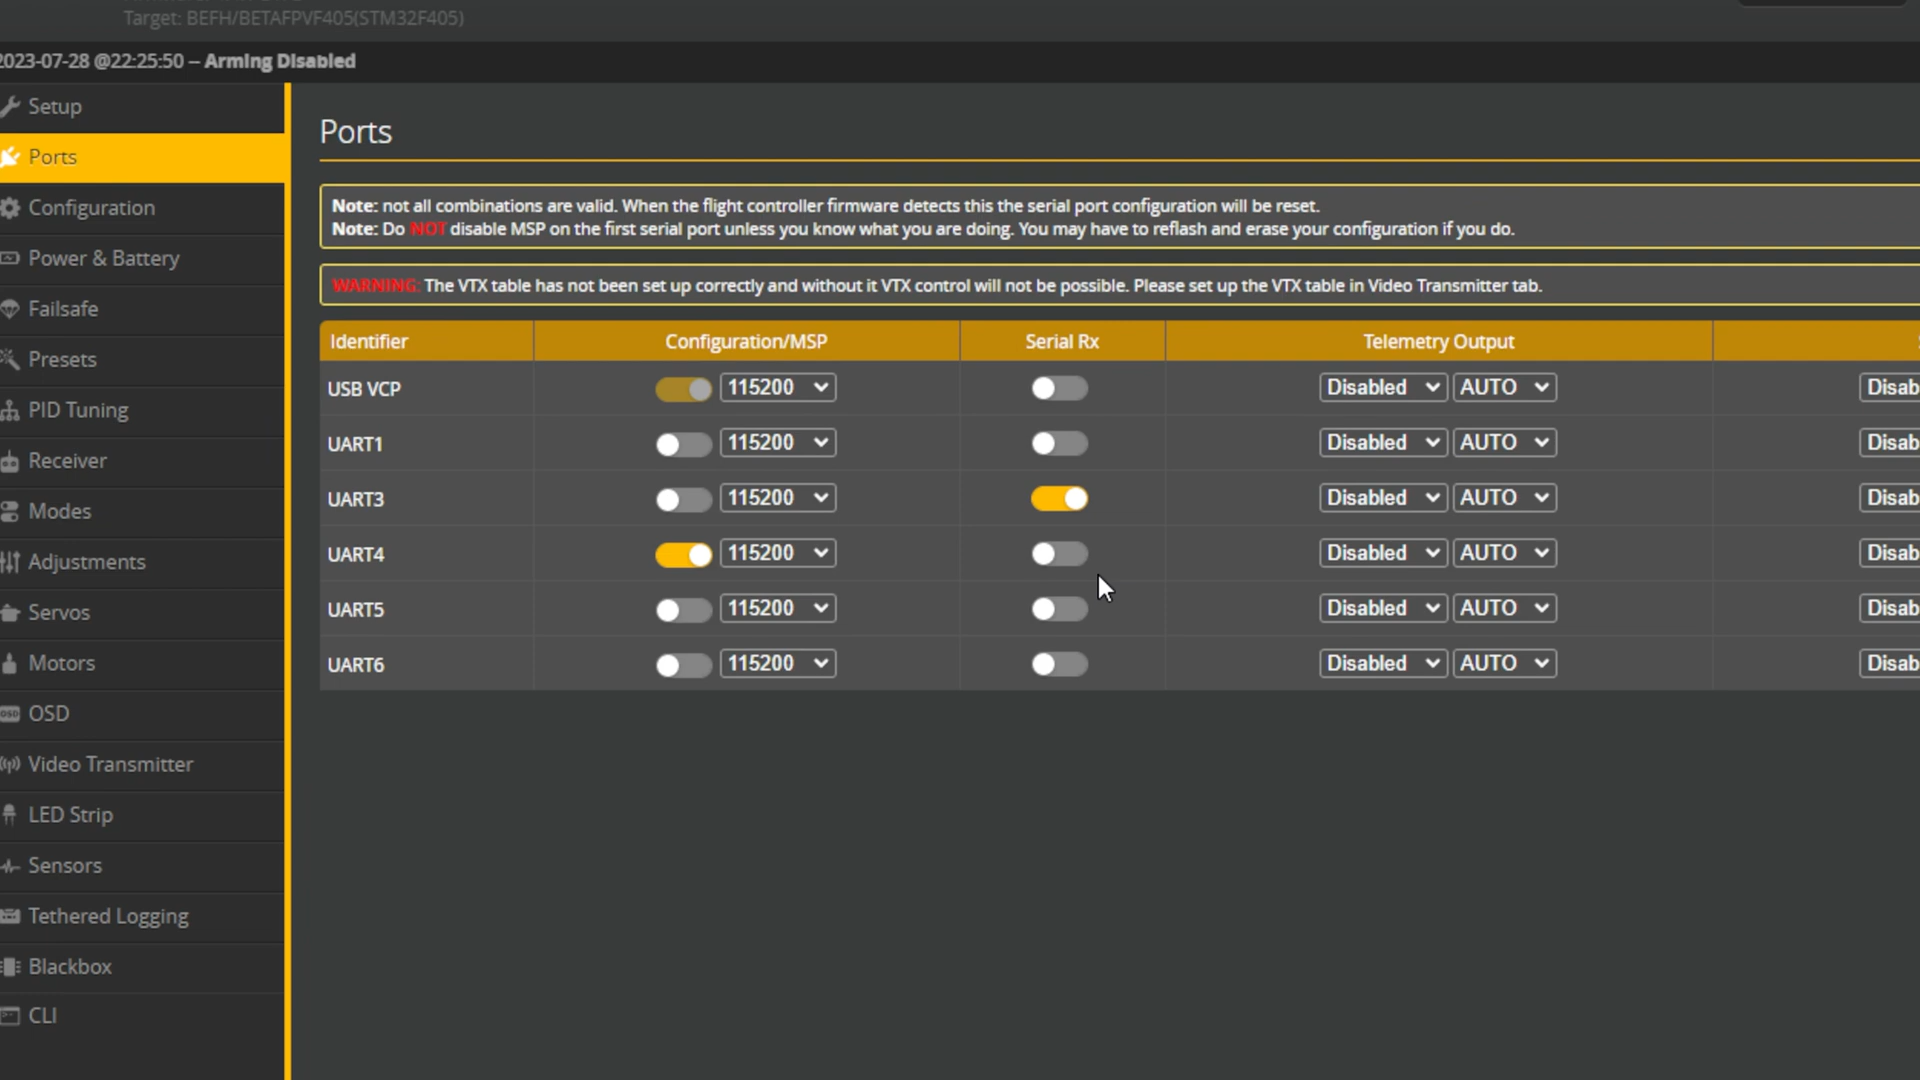 Target: BEFH/BETAFPVF405(STM32F405)
2023-07-28 @22:25:50 – Arming Disabled
Setup
Ports
Configuration
Power & Battery
Failsafe
Presets
PID Tuning
Receiver
Modes
Adjustments
Servos
Motors
OSD
Video Transmitter
LED Strip
Sensors
Tethered Logging
Blackbox
CLI
Ports
Note: not all combinations are valid. When the flight controller firmware detects this the serial port configuration will be reset.
Note: Do NOT disable MSP on the first serial port unless you know what you are doing. You may have to reflash and erase your configuration if you do.
WARNING: The VTX table has not been set up correctly and without it VTX control will not be possible. Please set up the VTX table in Video Transmitter tab.
Identifier Configuration/MSP Serial Rx Telemetry Output
USB VCP 115200 Disabled AUTO Disab
UART1 115200 Disabled AUTO Disab
UART3 115200 Disabled AUTO Disab
UART4 115200 Disabled AUTO Disab
UART5 115200 Disabled AUTO Disab
UART6 115200 Disabled AUTO Disab